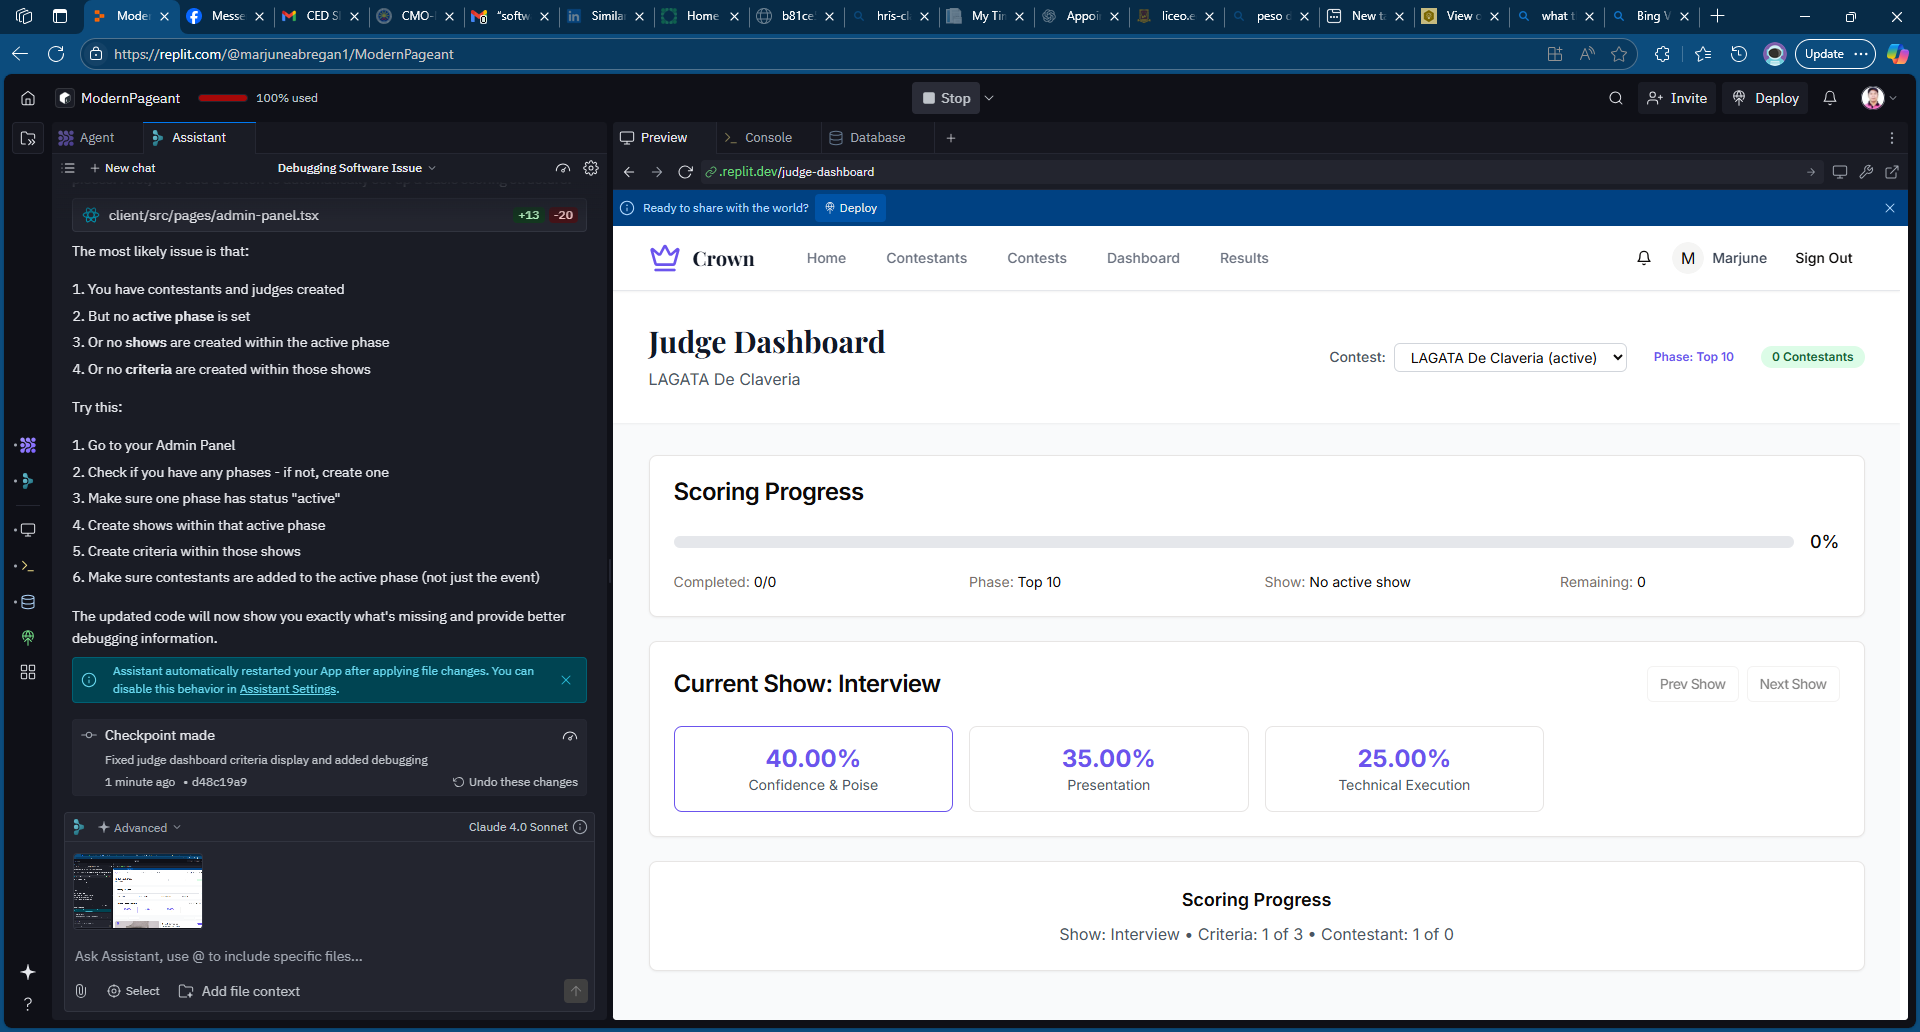 Moder
Messe
CED S
CMO-
"softw
Similar
Home
b81ce
hris-cl
My Tin
Appoi
liceo.e
peso d
New ta
View c
what t
Bing V
https://replit.com/@marjuneabregan1/ModernPageant
Update
ModernPageant
100% used
Stop
Invite
Deploy
Agent
Assistant
Preview
Console
Database
New chat
Debugging Software Issue
.replit.dev/judge-dashboard
Ready to share with the world?
Deploy
client/src/pages/admin-panel.tsx
+13 -20
The most likely issue is that:
1. You have contestants and judges created
2. But no active phase is set
3. Or no shows are created within the active phase
4. Or no criteria are created within those shows
Try this:
1. Go to your Admin Panel
2. Check if you have any phases - if not, create one
3. Make sure one phase has status "active"
4. Create shows within that active phase
5. Create criteria within those shows
6. Make sure contestants are added to the active phase (not just the event)
The updated code will now show you exactly what's missing and provide better
debugging information.
Assistant automatically restarted your App after applying file changes. You can
disable this behavior in Assistant Settings.
Checkpoint made
Fixed judge dashboard criteria display and added debugging
1 minute ago • d48c19a9
Undo these changes
Advanced
Claude 4.0 Sonnet
Ask Assistant, use @ to include specific files...
Select
Add file context
Crown
Home
Contestants
Contests
Dashboard
Results
M
Marjune
Sign Out
Judge Dashboard
LAGATA De Claveria
Contest:
LAGATA De Claveria (active)
Phase: Top 10
0 Contestants
Scoring Progress
0%
Completed: 0/0
Phase: Top 10
Show: No active show
Remaining: 0
Current Show: Interview
Prev Show
Next Show
40.00%
Confidence & Poise
35.00%
Presentation
25.00%
Technical Execution
Scoring Progress
Show: Interview • Criteria: 1 of 3 • Contestant: 1 of 0